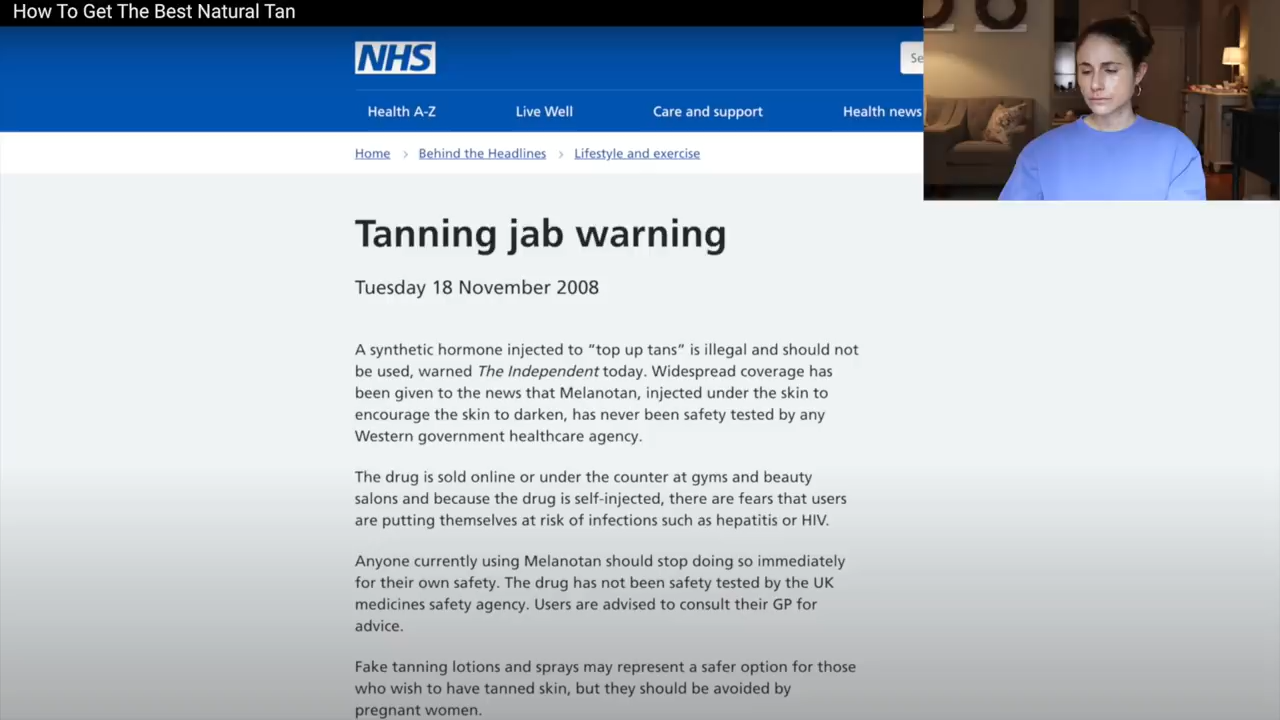 How To Get The Best Natural Tan
NHS
Se
Health A-Z Live Well Care and support Health news
Home > Behind the Headlines > Lifestyle and exercise
Tanning jab warning
Tuesday 18 November 2008
A synthetic hormone injected to “top up tans” is illegal and should not
be used, warned The Independent today. Widespread coverage has
been given to the news that Melanotan, injected under the skin to
encourage the skin to darken, has never been safety tested by any
Western government healthcare agency.
The drug is sold online or under the counter at gyms and beauty
salons and because the drug is self-injected, there are fears that users
are putting themselves at risk of infections such as hepatitis or HIV.
Anyone currently using Melanotan should stop doing so immediately
for their own safety. The drug has not been safety tested by the UK
medicines safety agency. Users are advised to consult their GP for
advice.
Fake tanning lotions and sprays may represent a safer option for those
who wish to have tanned skin, but they should be avoided by
pregnant women.